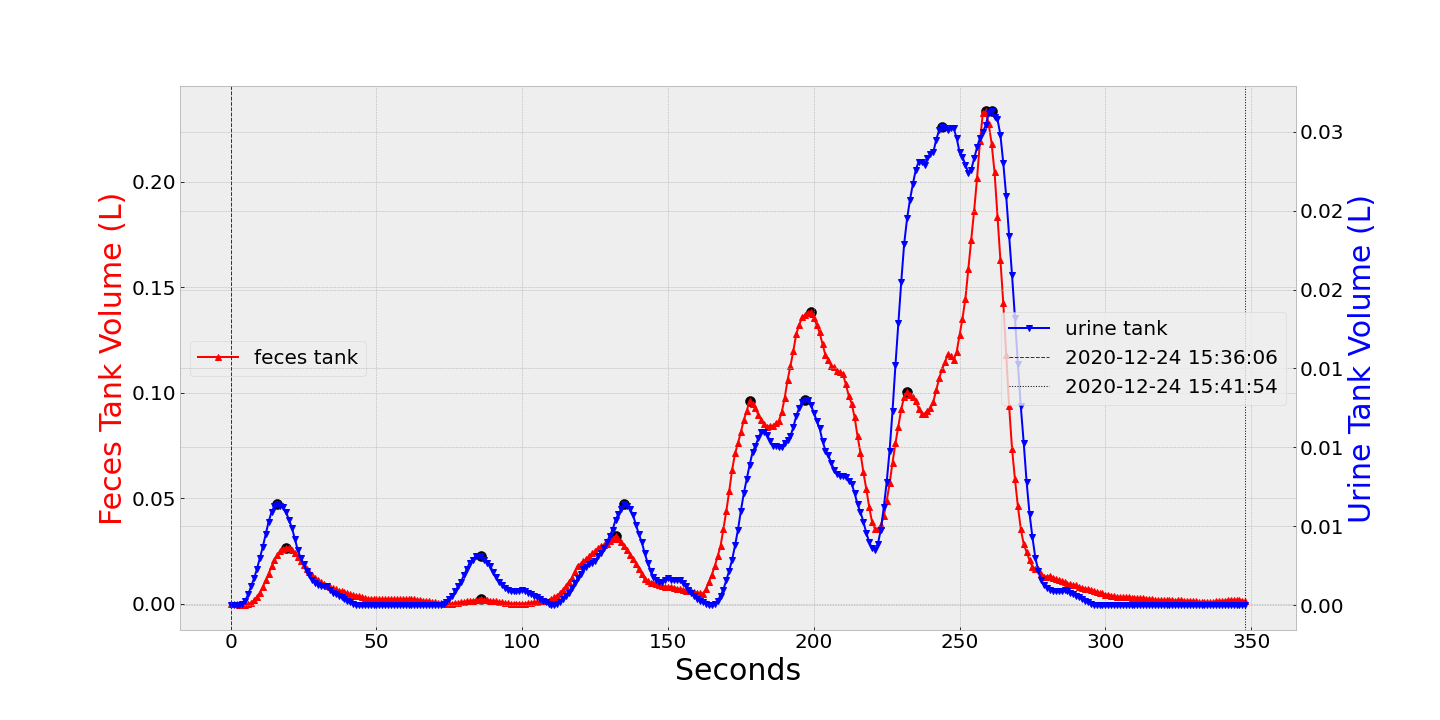 0.20
0.15
0.10
0.05
0.00
Feces Tank Volume (L)
feces tank
0.03
0.02
0.02
0.01
0.01
0.01
0.00
Urine Tank Volume (L)
urine tank
2020-12-24 15:36:06
2020-12-24 15:41:54
0 50 100 150 200 250 300 350
Seconds